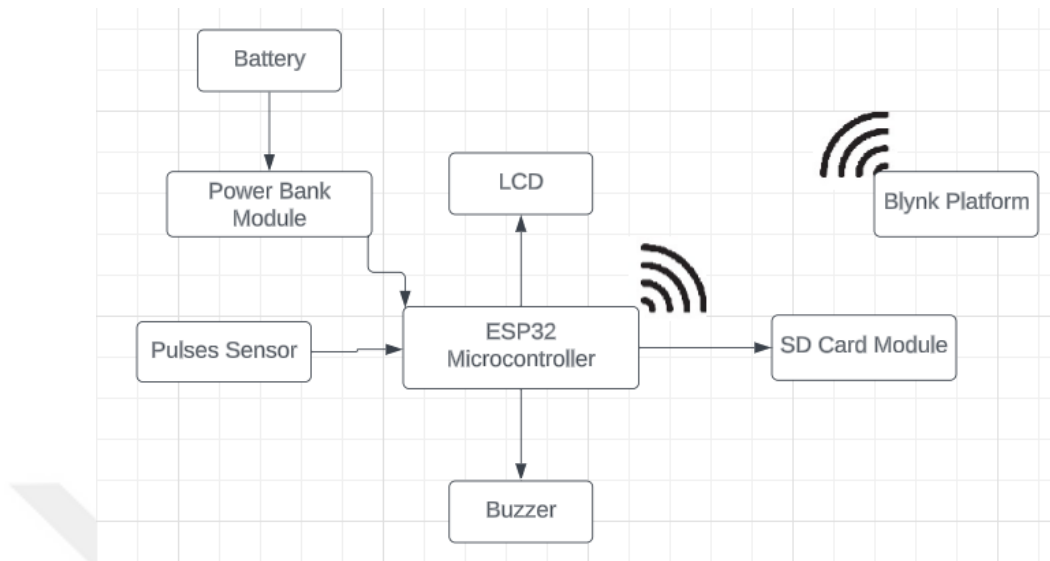 Battery
Power Bank
Module
LCD
Blynk Platform
Pulses Sensor
ESP32
Microcontroller
SD Card Module
Buzzer